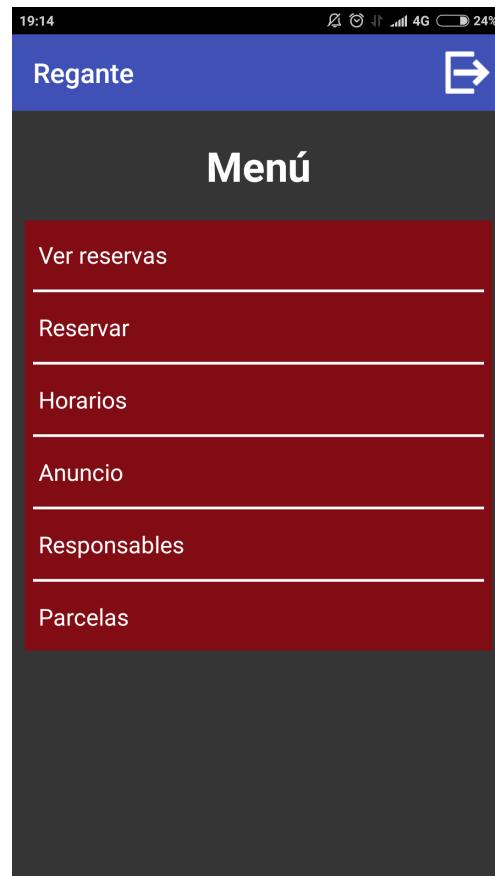 19:14 4G 24%
Regante
Menú
Ver reservas
Reservar
Horarios
Anuncio
Responsables
Parcelas